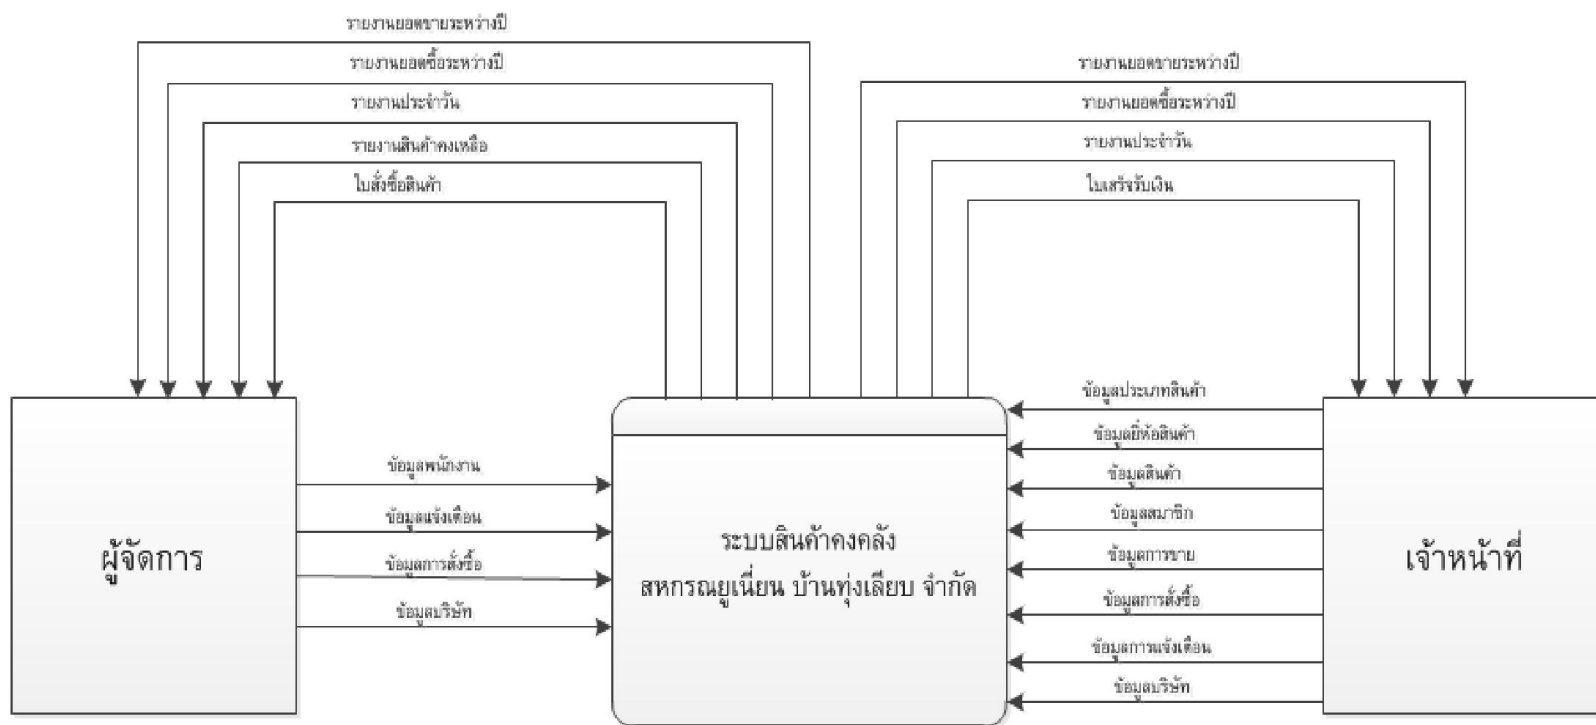 รายงานยอดขายระหว่างปี
รายงานยอดซื้อระหว่างปี
รายงานประจำวัน
รายงานสินค้าคงเหลือ
ใบสั่งซื้อสินค้า
รายงานยอดขายระหว่างปี
รายงานยอดซื้อระหว่างปี
รายงานประจำวัน
ใบเสร็จรับเงิน
ผู้จัดการ
ข้อมูลพนักงาน
ข้อมูลแจ้งเตือน
ข้อมูลการสั่งซื้อ
ข้อมูลบริษัท
ระบบสินค้าคงคลัง
สหกรณยูเนี่ยน บ้านทุ่งเลียบ จำกัด
ข้อมูลประเภทสินค้า
ข้อมูลยี่ห้อสินค้า
ข้อมูลสินค้า
ข้อมูลสมาชิก
ข้อมูลการขาย
ข้อมูลการสั่งซื้อ
ข้อมูลการแจ้งเตือน
ข้อมูลบริษัท
เจ้าหน้าที่